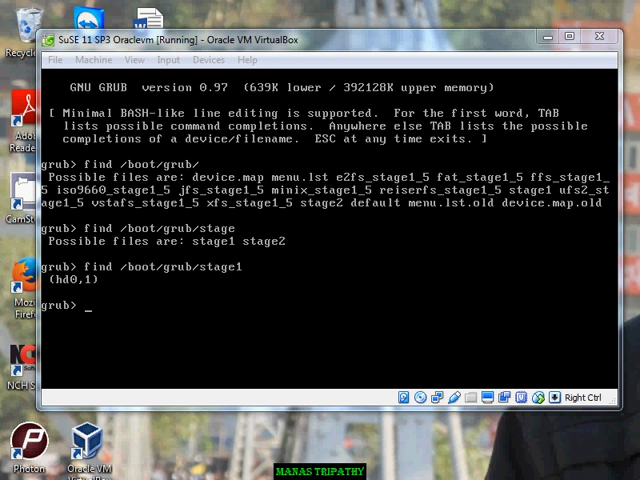 SuSE 11 SP3 Oraclevm [Running] - Oracle VM VirtualBox
File Machine View Input Devices Help
GNU GRUB version 0.97 (639K lower / 392128K upper memory)
[ Minimal BASH-like line editing is supported. For the first word, TAB
lists possible command completions. Anywhere else TAB lists the possible
completions of a device/filename. ESC at any time exits. ]
grub> find /boot/grub/
Possible files are: device.map menu.lst e2fs_stage1_5 fat_stage1_5 ffs_stage1_
5 iso9660_stage1_5 jfs_stage1_5 minix_stage1_5 reiserfs_stage1_5 stage1 ufs2_st
age1_5 vstafs_stage1_5 xfs_stage1_5 stage2 default menu.lst.old device.map.old
grub> find /boot/grub/stage
Possible files are: stage1 stage2
grub> find /boot/grub/stage1
(hd0,1)
grub> _
Right Ctrl
Recycle
Reade
CamSt
Mozi
Firef
NCH S
Photon
Oracle VM
MANAS TRIPATHY